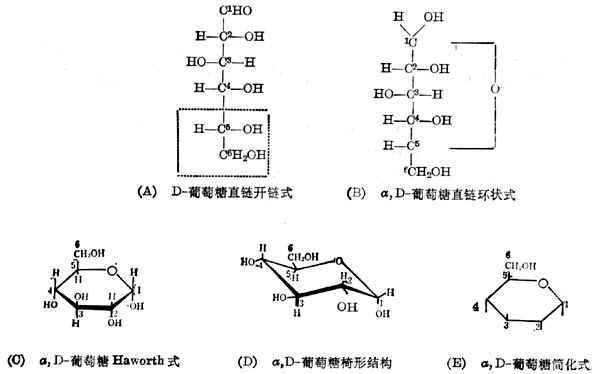 C¹HO
H—C²—OH
HO—C³—H
H—C⁴—OH
H—C⁵—OH
C⁶H₂OH
(A) D-葡萄糖直链开链式
H OH
¹C
H—C²—OH
HO—C³—H
H—C⁴—OH
H—C⁵
⁶CH₂OH
O
(B) α,D-葡萄糖直链环状式
6
CH₂OH
5 O
H H H
4 1
HO OH H OH
3 2
H OH
(C) α,D-葡萄糖 Haworth 式
H 6
CH₂OH
HO 4 O
5
H H
2
HO 3 1 H
H OH OH
(D) α,D-葡萄糖椅形结构
6
CH₂OH
5 O
4 1
3 2
(E) α,D-葡萄糖简化式